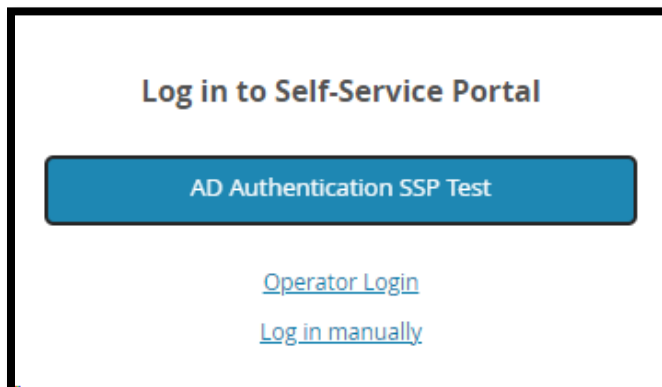 Log in to Self-Service Portal
AD Authentication SSP Test
Operator Login
Log in manually